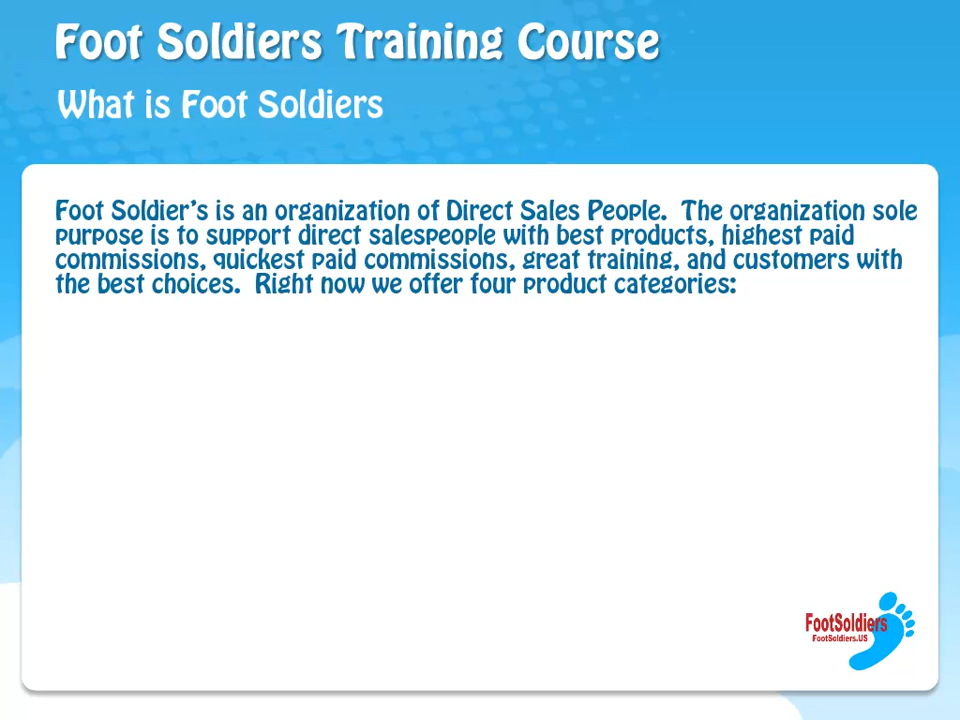 Foot Soldiers Training Course
What is Foot Soldiers
Foot Soldier's is an organization of Direct Sales People. The organization sole
purpose is to support direct salespeople with best products, highest paid
commissions, quickest paid commissions, great training, and customers with
the best choices. Right now we offer four product categories:
FootSoldiers
FootSoldiers.US